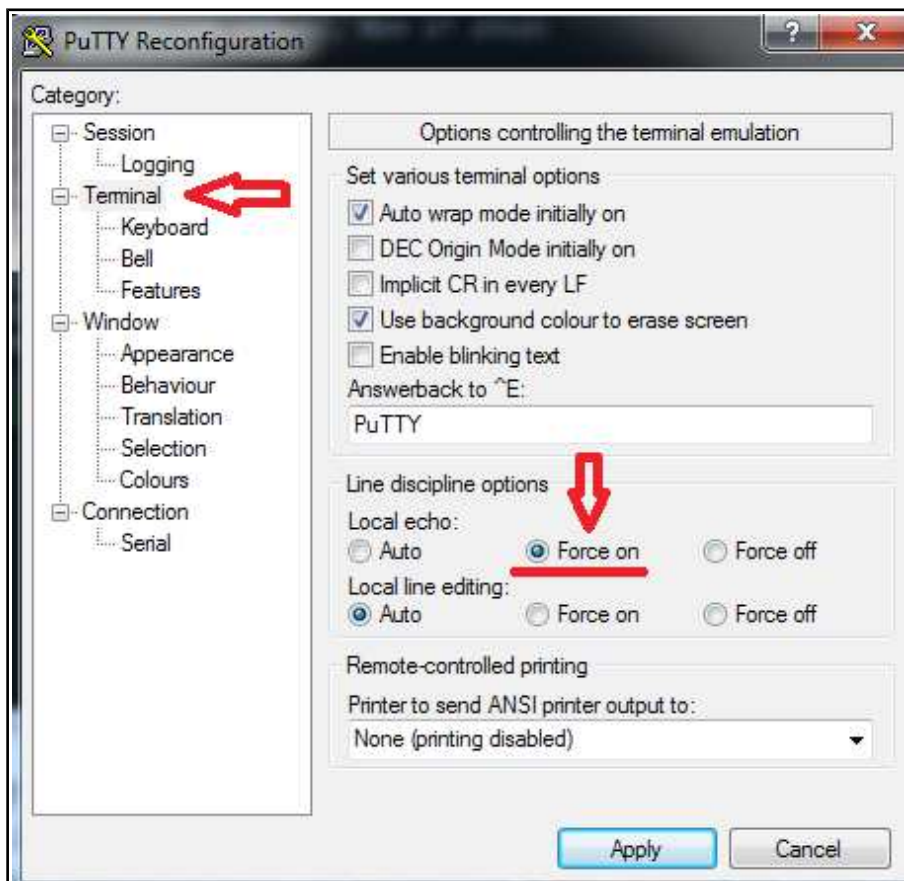 PuTTY Reconfiguration
Category:
Session
Logging
Terminal
Keyboard
Bell
Features
Window
Appearance
Behaviour
Translation
Selection
Colours
Connection
Serial
Options controlling the terminal emulation
Set various terminal options
Auto wrap mode initially on
DEC Origin Mode initially on
Implicit CR in every LF
Use background colour to erase screen
Enable blinking text
Answerback to ^E:
PuTTY
Line discipline options
Local echo:
Auto Force on Force off
Local line editing:
Auto Force on Force off
Remote-controlled printing
Printer to send ANSI printer output to:
None (printing disabled)
Apply Cancel